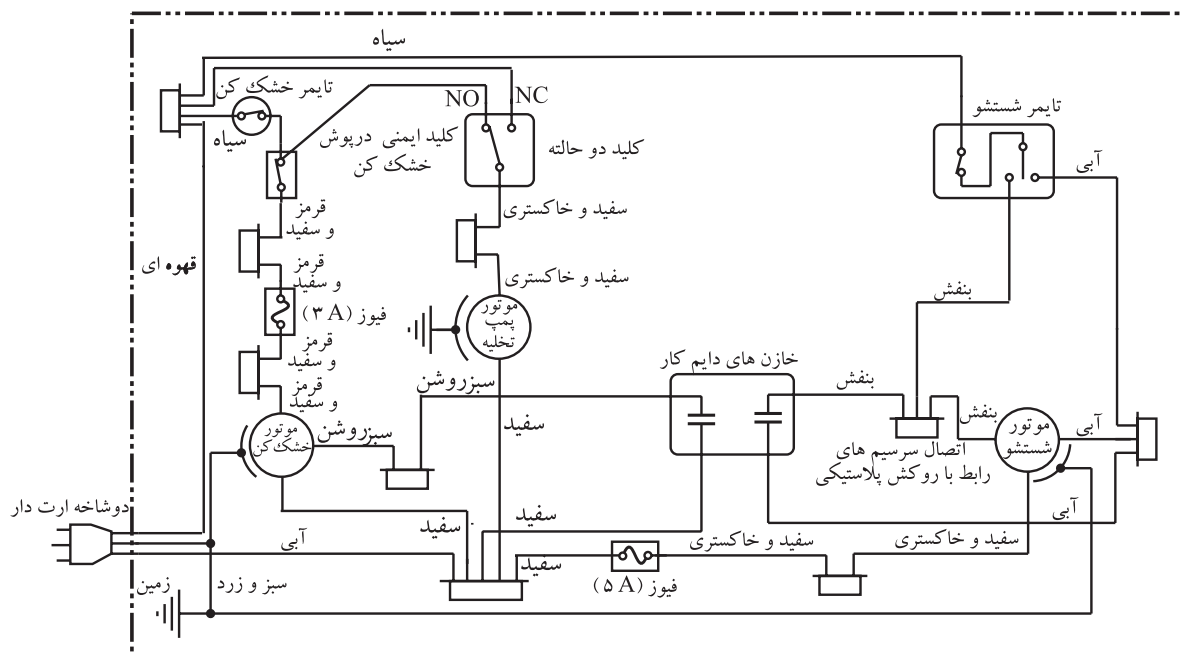 سیاه
تایمر خشک کن
NO
NC
تایمر شستشو
سیاه
کلید ایمنی درپوش
خشک کن
کلید دو حالته
آبی
قرمز
و سفید
سفید و خاکستری
قهوه ای
قرمز
و سفید
سفید و خاکستری
بنفش
فیوز (۳ A)
موتور
پمپ
تخلیه
قرمز
و سفید
خازن های دایم کار
قرمز
و سفید
سبزروشن
بنفش
موتور
خشک کن
سبزروشن
سفید
بنفش
موتور
شستشو
آبی
اتصال سرسیم های
رابط با روکش پلاستیکی
دوشاخه ارت دار
سفید
سفید
آبی
آبی
سفید و خاکستری
سفید و خاکستری
سفید
زمین
سبز و زرد
فیوز (۵ A)